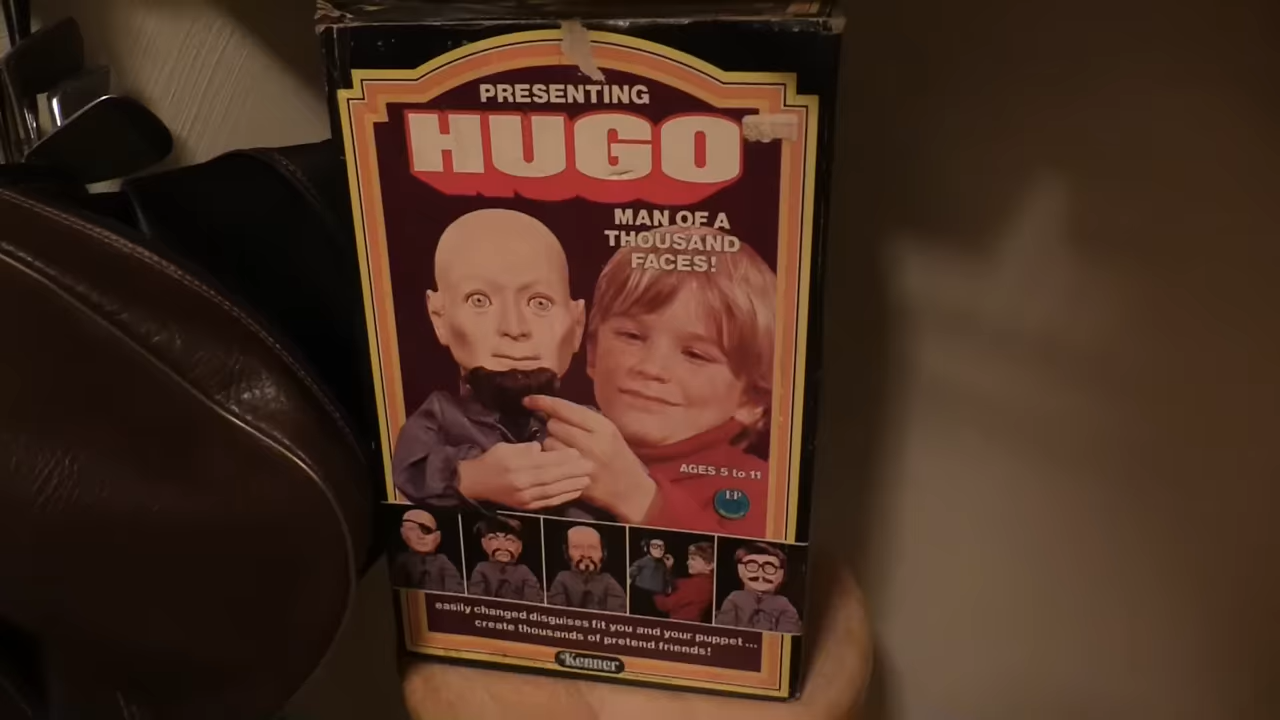 PRESENTING
HUGO
MAN OF A
THOUSAND
FACES!
AGES 5 to 11
I-P
easily changed disguises fit you and your puppet...
create thousands of pretend friends!
Kenner